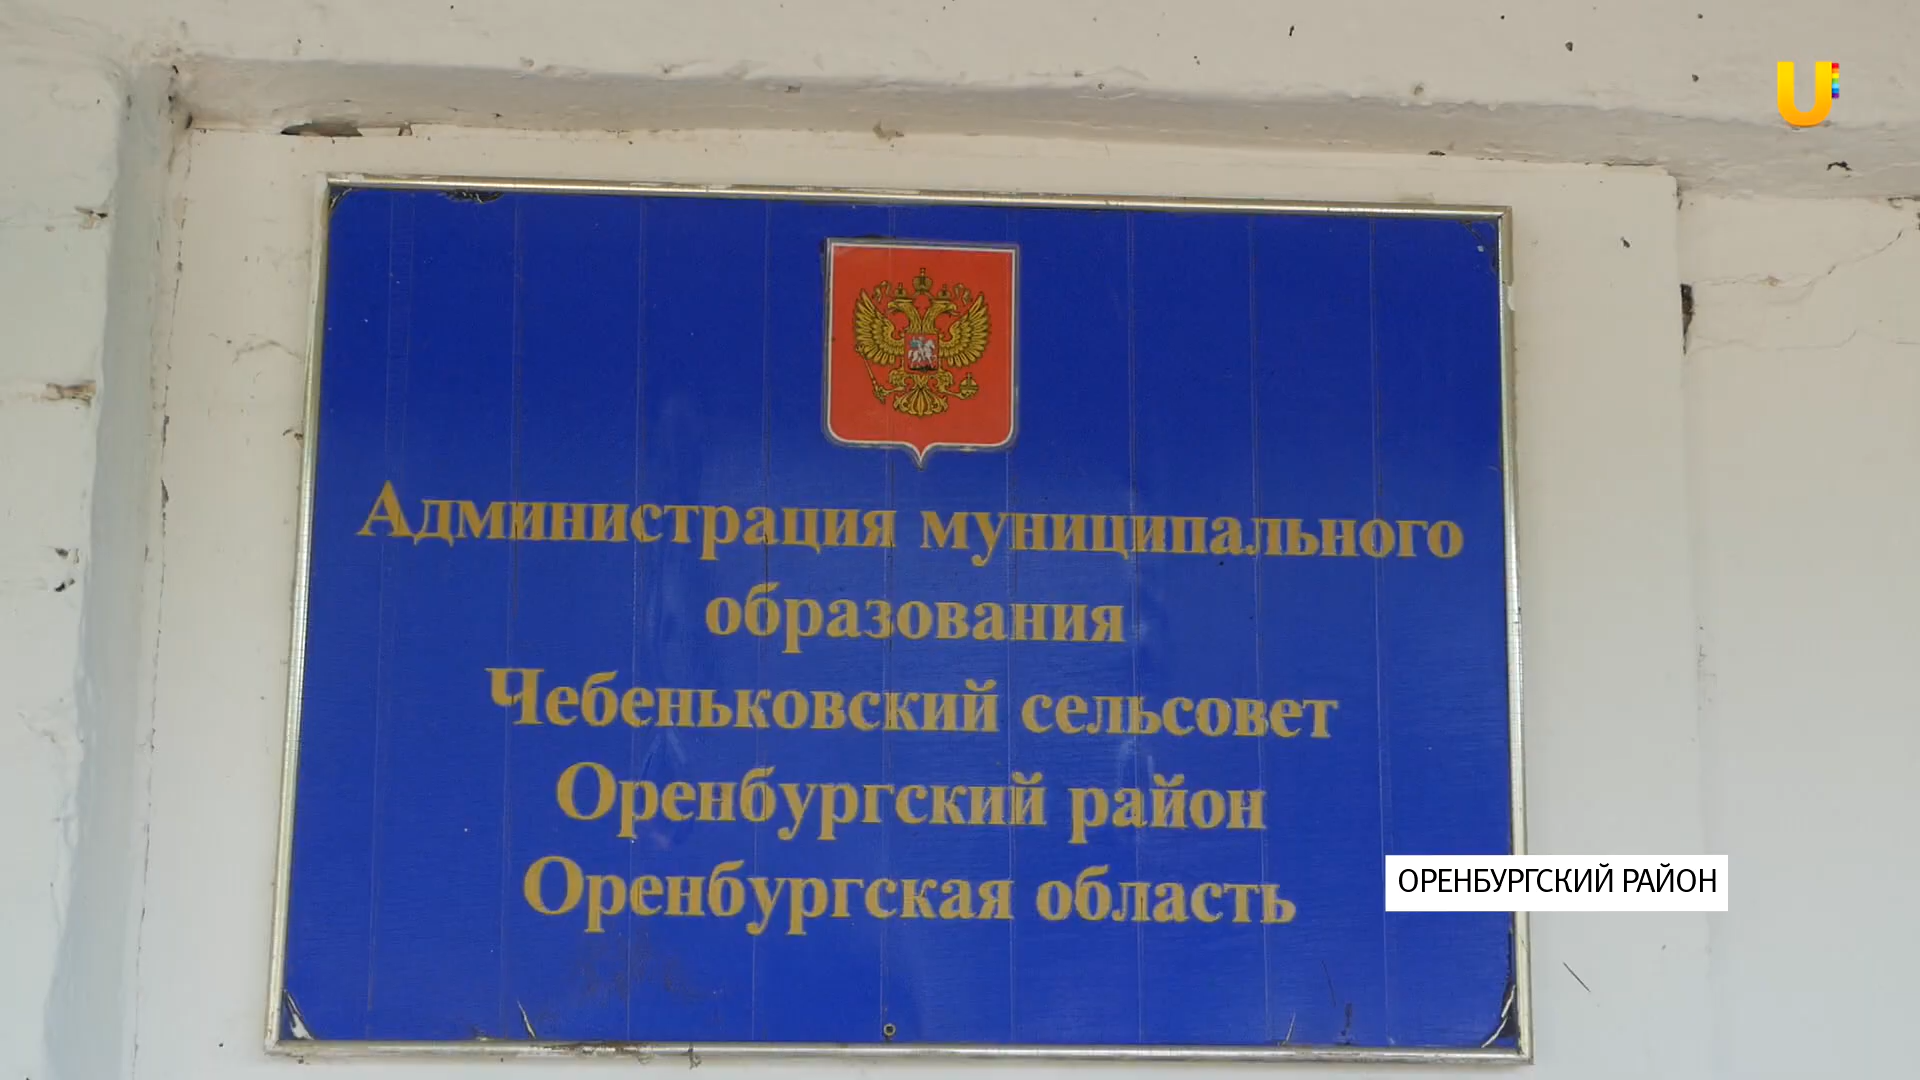 U
Администрация муниципального
образования
Чебеньковский сельсовет
Оренбургский район
Оренбургская область
ОРЕНБУРГСКИЙ РАЙОН